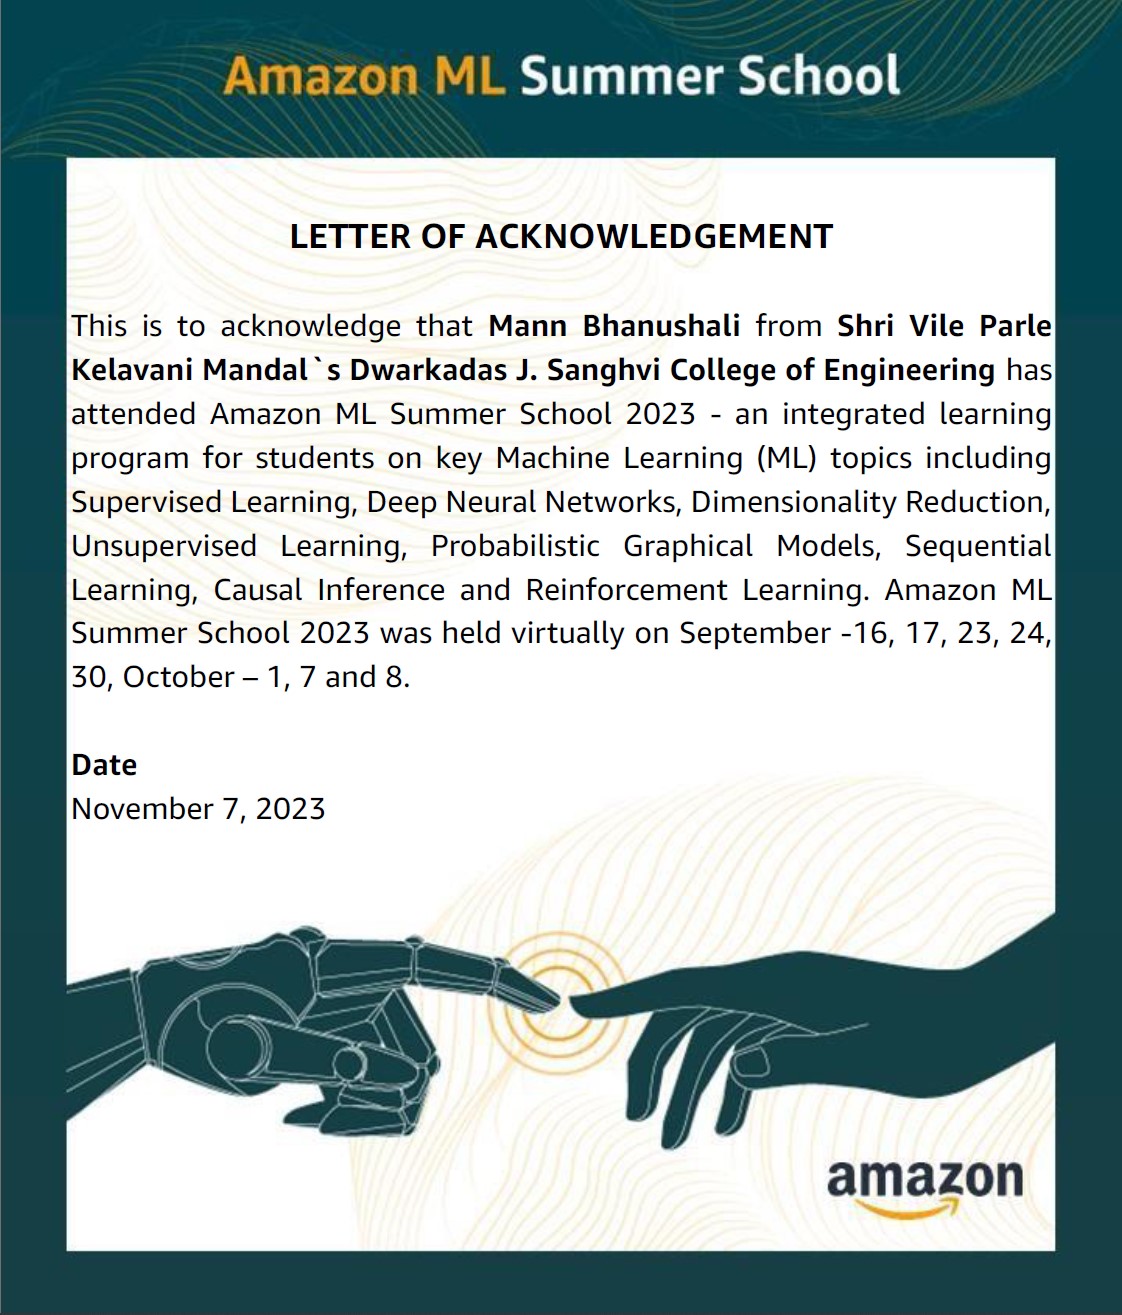 Amazon ML Summer School
LETTER OF ACKNOWLEDGEMENT
This is to acknowledge that Mann Bhanushali from Shri Vile Parle
Kelavani Mandal`s Dwarkadas J. Sanghvi College of Engineering has
attended Amazon ML Summer School 2023 - an integrated learning
program for students on key Machine Learning (ML) topics including
Supervised Learning, Deep Neural Networks, Dimensionality Reduction,
Unsupervised Learning, Probabilistic Graphical Models, Sequential
Learning, Causal Inference and Reinforcement Learning. Amazon ML
Summer School 2023 was held virtually on September -16, 17, 23, 24,
30, October – 1, 7 and 8.
Date
November 7, 2023
amazon